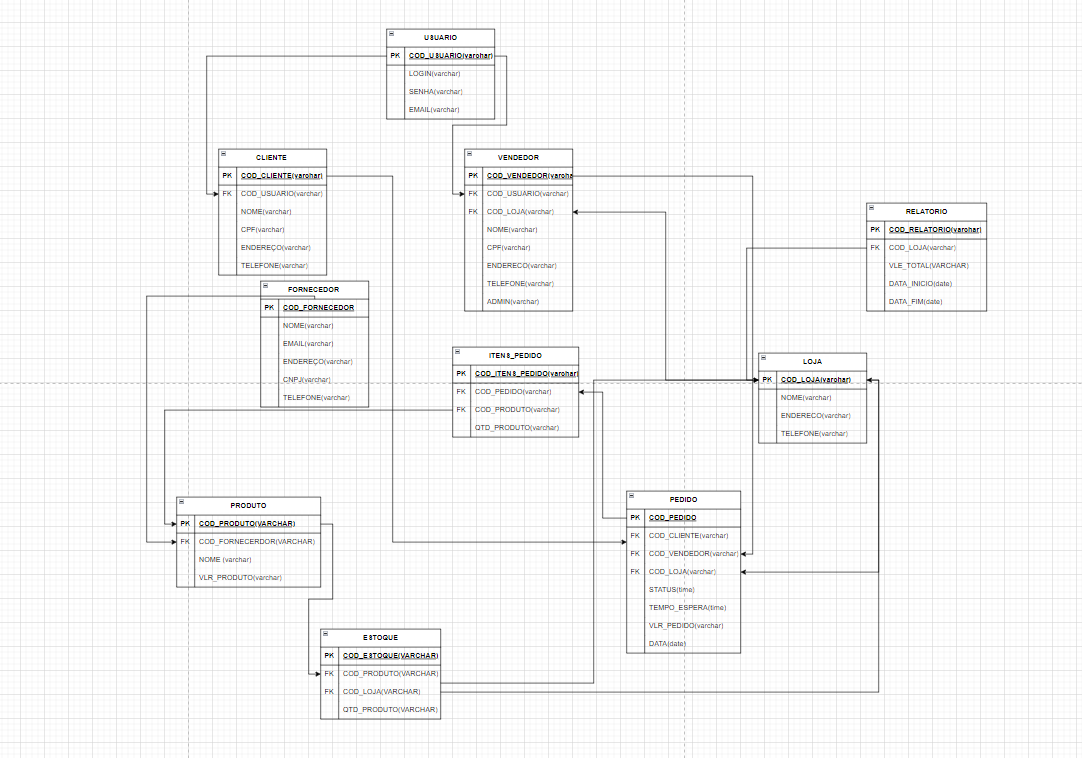 USUARIO
PK COD_USUARIO(varchar)
LOGIN(varchar)
SENHA(varchar)
EMAIL(varchar)
CLIENTE
PK COD_CLIENTE(varchar)
FK COD_USUARIO(varchar)
NOME(varchar)
CPF(varchar)
ENDEREÇO(varchar)
TELEFONE(varchar)
VENDEDOR
PK COD_VENDEDOR(varcha
FK COD_USUARIO(varchar)
FK COD_LOJA(varchar)
NOME(varchar)
CPF(varchar)
ENDERECO(varchar)
TELEFONE(varchar)
ADMIN(varchar)
RELATORIO
PK COD_RELATORIO(varchar)
FK COD_LOJA(varchar)
VLE_TOTAL(VARCHAR)
DATA_INICIO(date)
DATA_FIM(date)
FORNECEDOR
PK COD_FORNECEDOR
NOME(varchar)
EMAIL(varchar)
ENDEREÇO(varchar)
CNPJ(varchar)
TELEFONE(varchar)
ITENS_PEDIDO
PK COD_ITENS_PEDIDO(varchar)
FK COD_PEDIDO(varchar)
FK COD_PRODUTO(varchar)
QTD_PRODUTO(varchar)
LOJA
PK COD_LOJA(varchar)
NOME(varchar)
ENDERECO(varchar)
TELEFONE(varchar)
PRODUTO
PK COD_PRODUTO(VARCHAR)
FK COD_FORNECERDOR(VARCHAR)
NOME (varchar)
VLR_PRODUTO(varchar)
PEDIDO
PK COD_PEDIDO
FK COD_CLIENTE(varchar)
FK COD_VENDEDOR(varchar)
FK COD_LOJA(varchar)
STATUS(time)
TEMPO_ESPERA(time)
VLR_PEDIDO(varchar)
DATA(date)
ESTOQUE
PK COD_ESTOQUE(VARCHAR)
FK COD_PRODUTO(VARCHAR)
FK COD_LOJA(VARCHAR)
QTD_PRODUTO(VARCHAR)